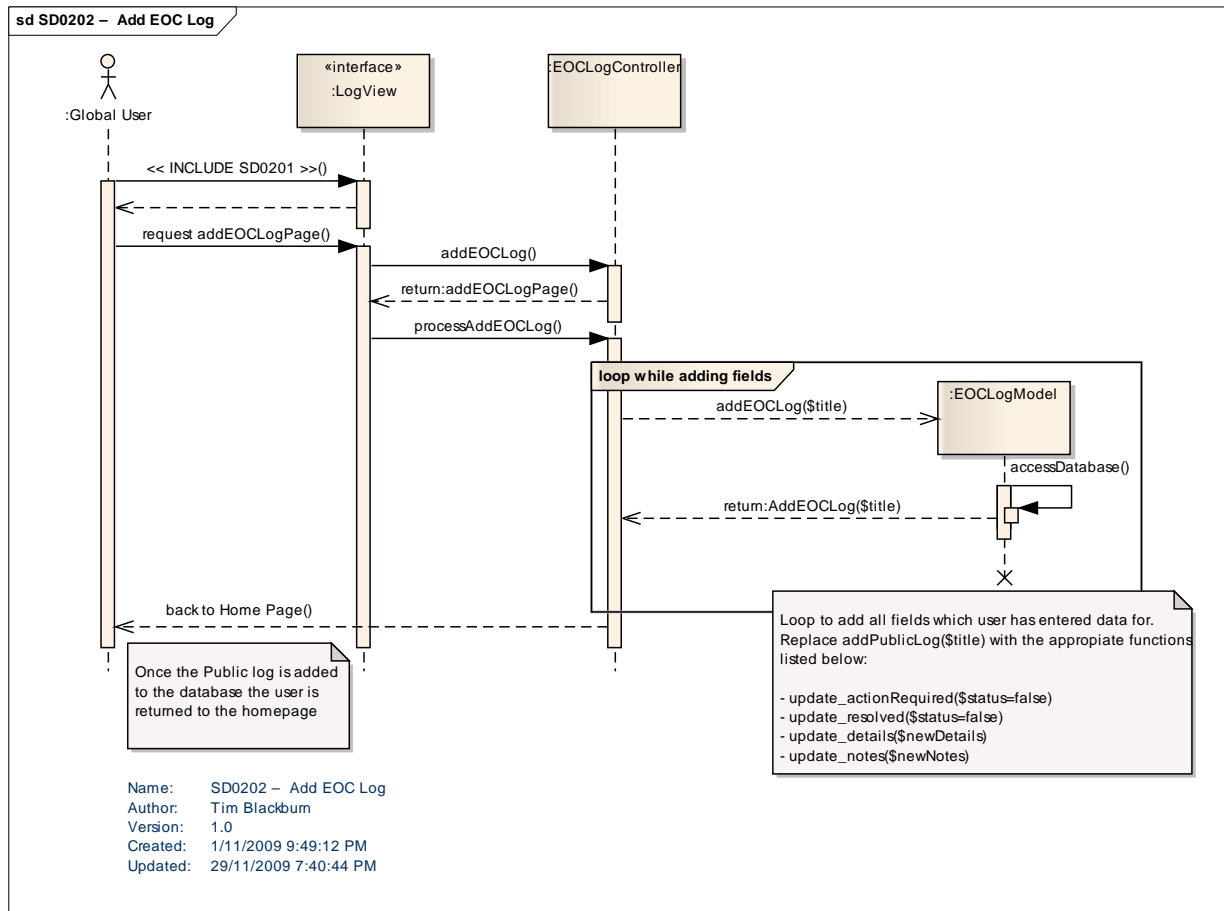 sd SD0202 – Add EOC Log
:Global User
«interface»
:LogView
:EOCLogController
<< INCLUDE SD0201 >>()
request addEOCLogPage()
addEOCLog()
return:addEOCLogPage()
processAddEOCLog()
loop while adding fields
addEOCLog($title)
:EOCLogModel
accessDatabase()
return:AddEOCLog($title)
back to Home Page()
Once the Public log is added
to the database the user is
returned to the homepage
Loop to add all fields which user has entered data for.
Replace addPublicLog($title) with the appropiate functions
listed below:
- update_actionRequired($status=false)
- update_resolved($status=false)
- update_details($newDetails)
- update_notes($newNotes)
Name: SD0202 – Add EOC Log
Author: Tim Blackburn
Version: 1.0
Created: 1/11/2009 9:49:12 PM
Updated: 29/11/2009 7:40:44 PM